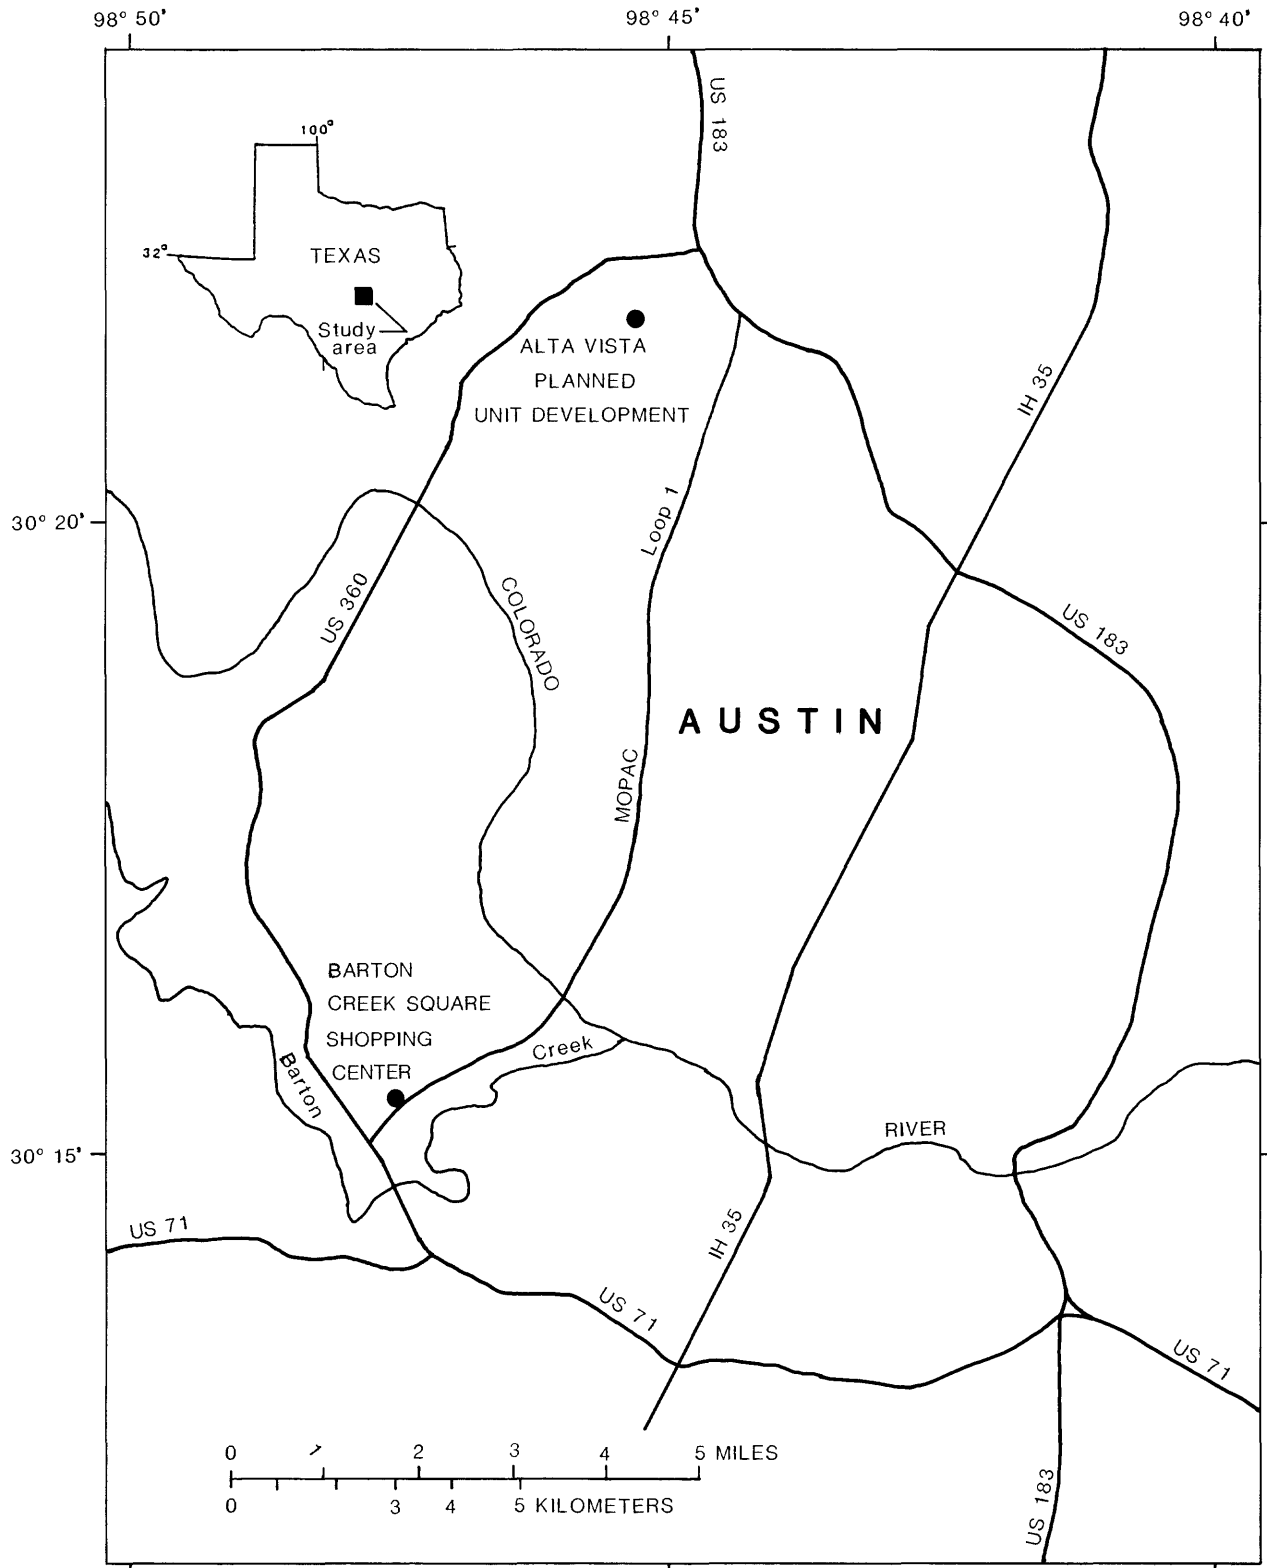 98° 50'
98° 45'
98° 40'
US 183
100°
32°
TEXAS
Study
area
ALTA VISTA
PLANNED
UNIT DEVELOPMENT
IH 35
Loop 1
30° 20'
US 360
COLORADO
US 183
AUSTIN
MOPAC
BARTON
CREEK SQUARE
SHOPPING
CENTER
Creek
Barton
RIVER
30° 15'
US 71
IH 35
US 71
US 71
0 1 2 3 4 5 MILES
0 3 4 5 KILOMETERS
US 183